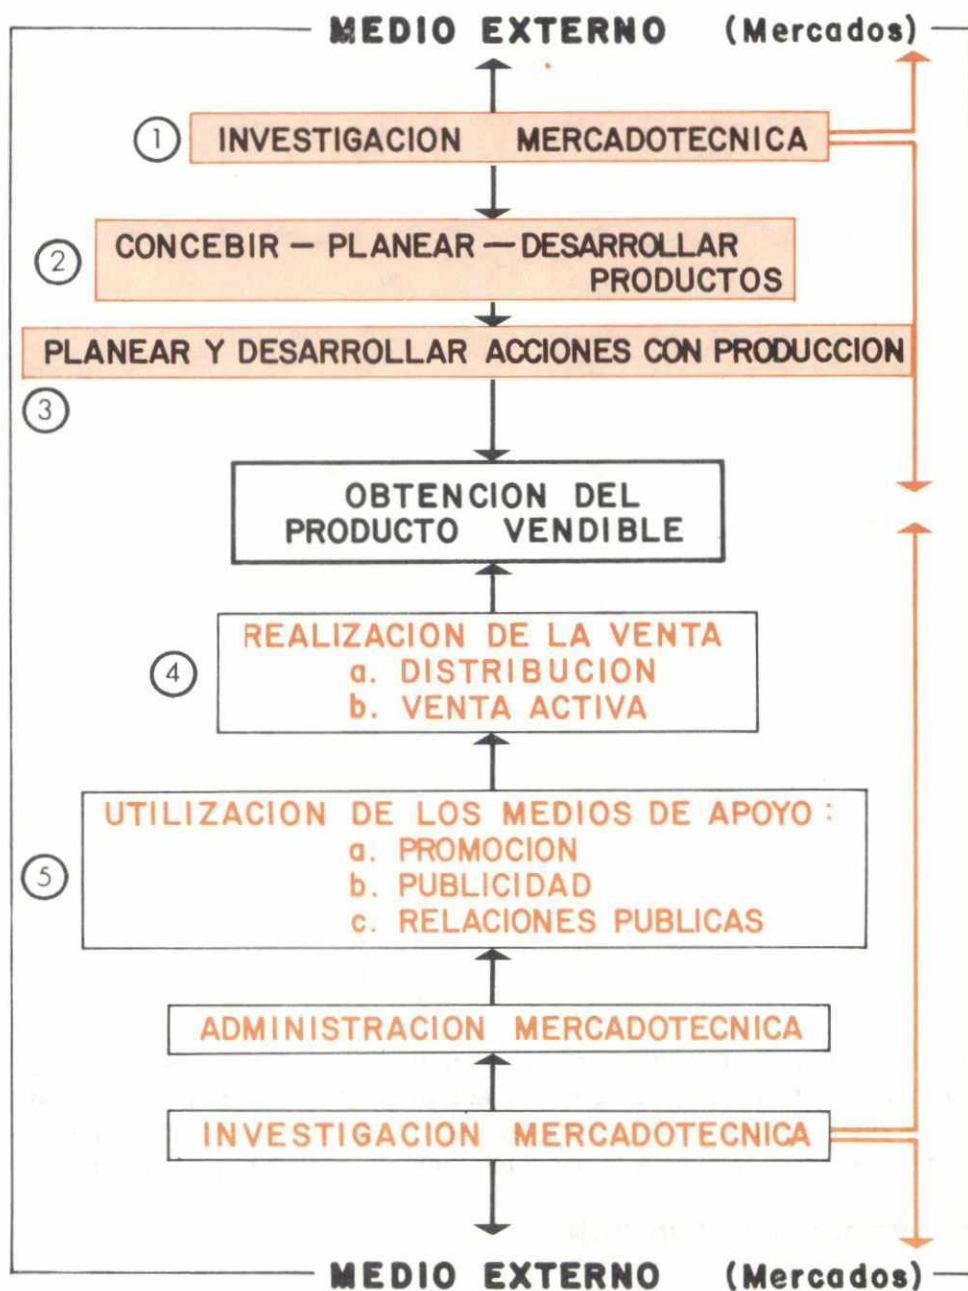 MEDIO EXTERNO (Mercados)
1 INVESTIGACION MERCADOTECNICA
2 CONCEBIR – PLANEAR – DESARROLLAR
PRODUCTOS
PLANEAR Y DESARROLLAR ACCIONES CON PRODUCCION
3
OBTENCION DEL
PRODUCTO VENDIBLE
REALIZACION DE LA VENTA
4 a. DISTRIBUCION
b. VENTA ACTIVA
UTILIZACION DE LOS MEDIOS DE APOYO :
a. PROMOCION
5 b. PUBLICIDAD
c. RELACIONES PUBLICAS
ADMINISTRACION MERCADOTECNICA
INVESTIGACION MERCADOTECNICA
MEDIO EXTERNO (Mercados)